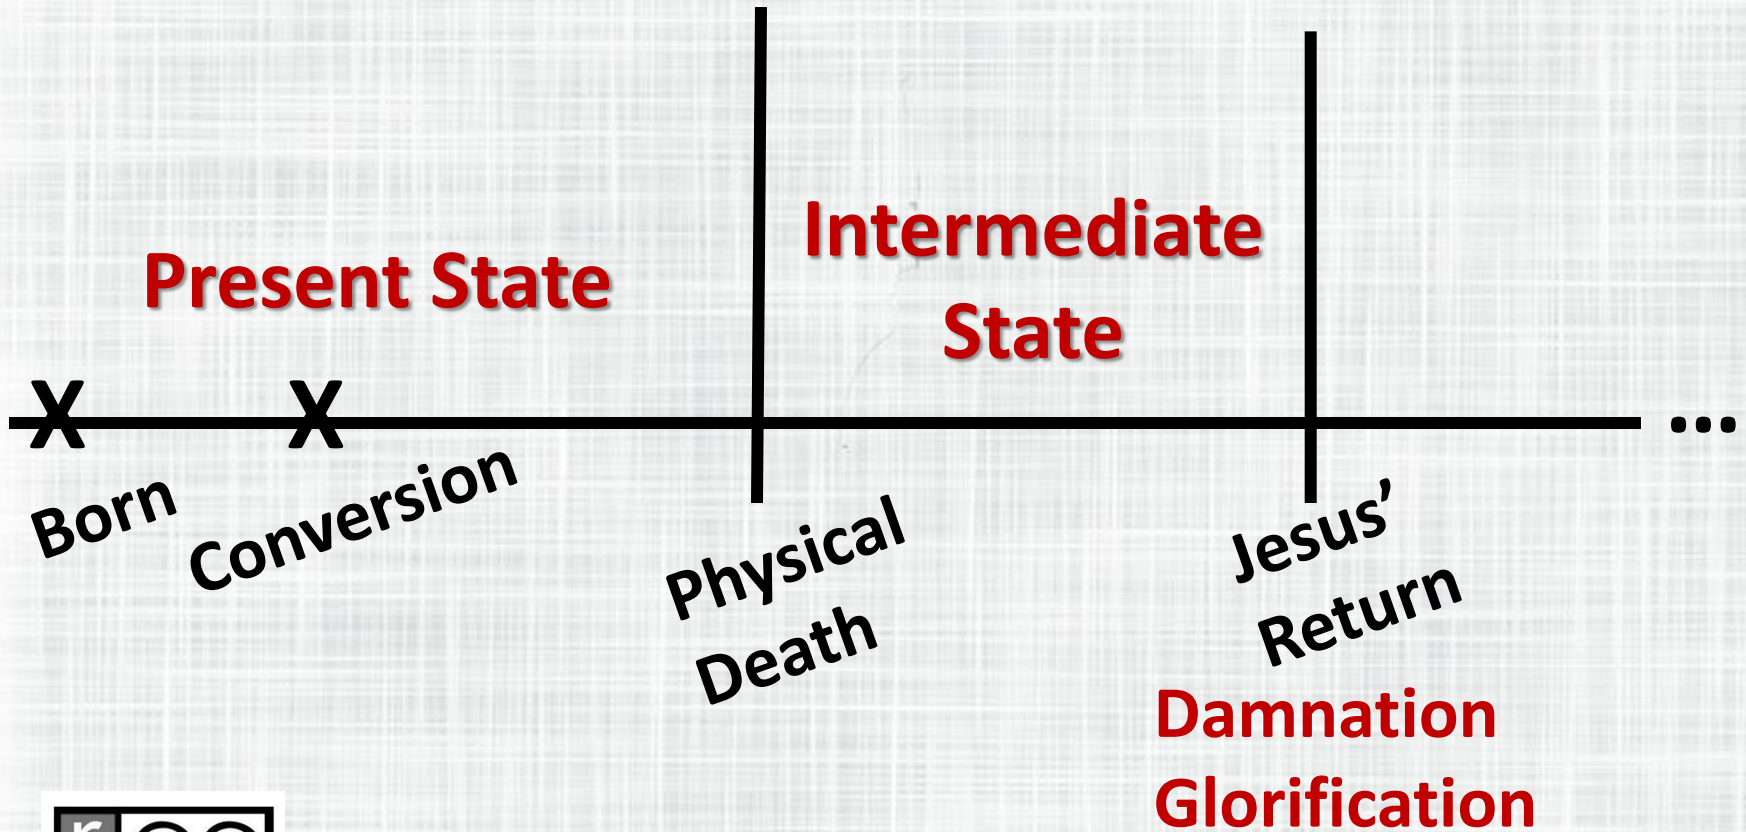 Present State
Intermediate
State
X X
...
Born
Conversion
Physical
Death
Jesus’
Return
Damnation
Glorification